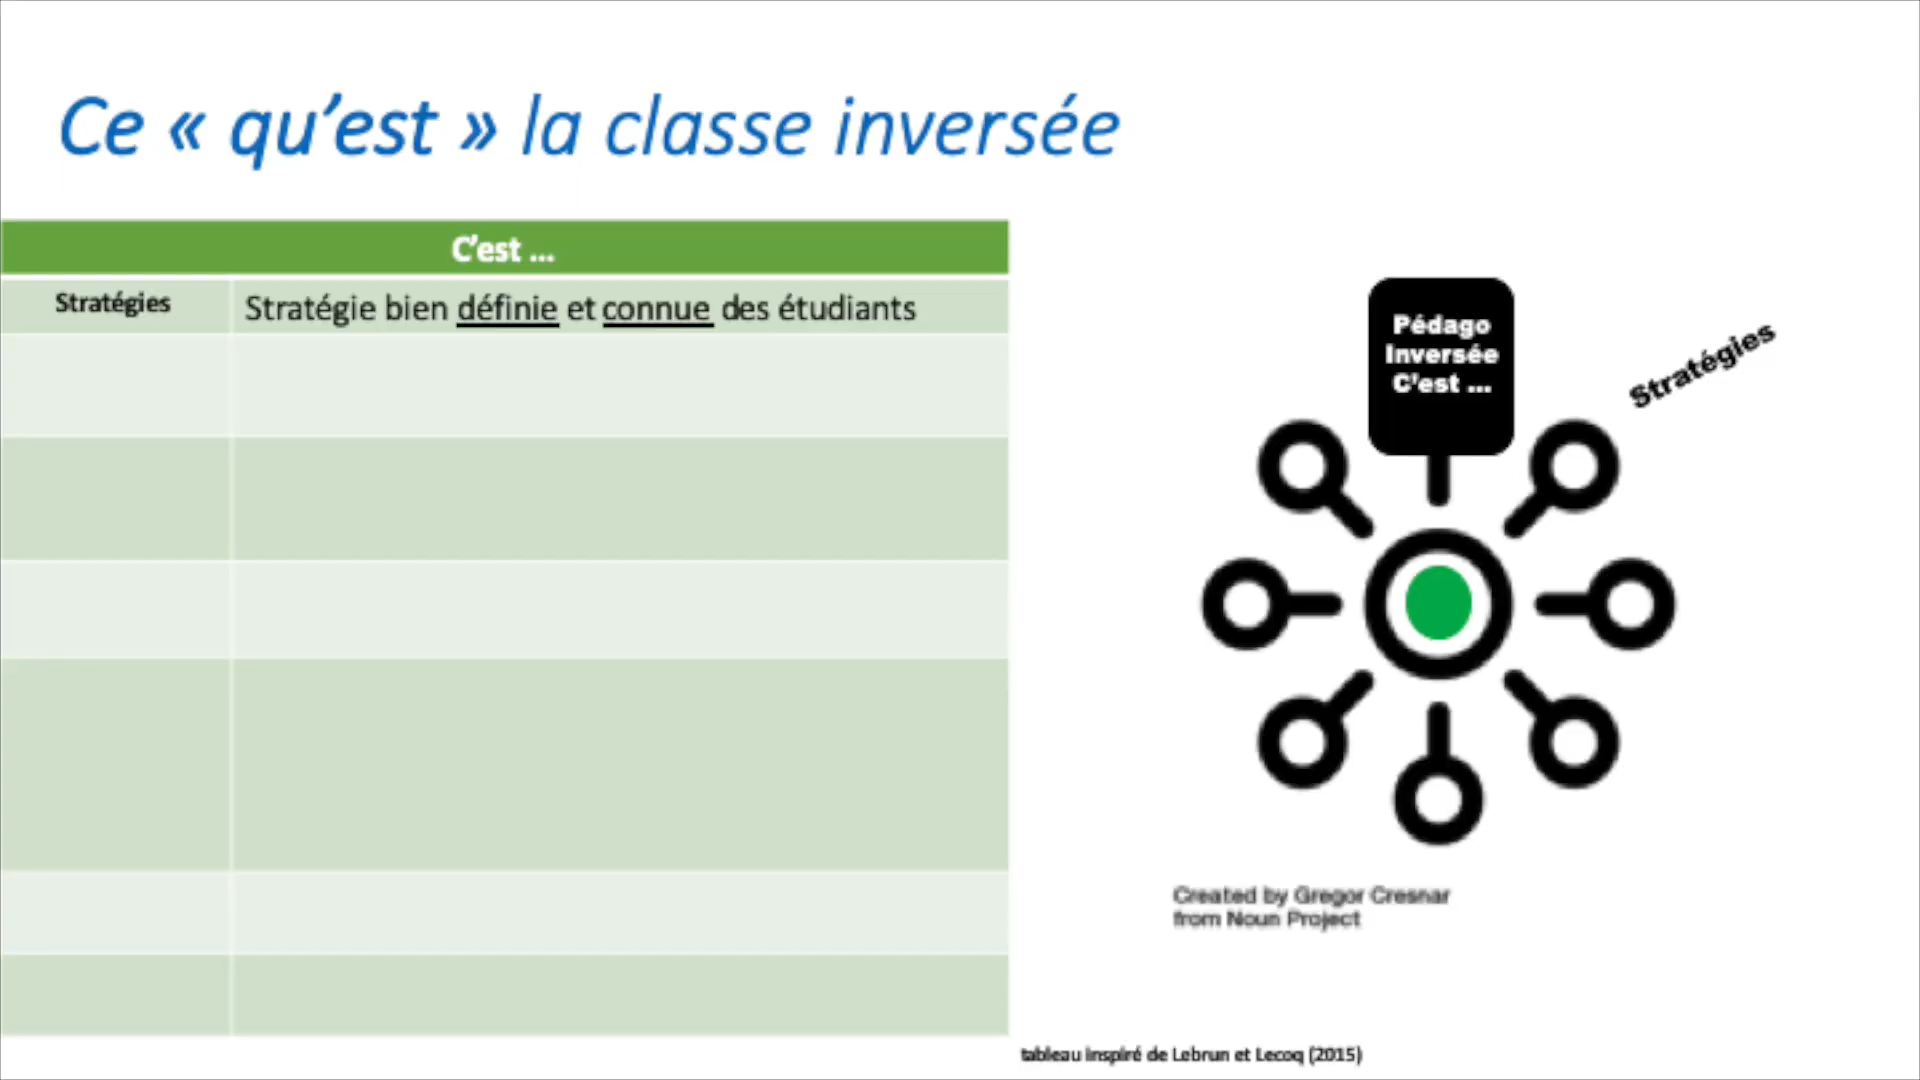 Ce « qu’est » la classe inversée
C’est ...
Stratégies
Stratégie bien définie et connue des étudiants
Pédago
Inversée
C'est ...
Stratégies
Created by Gregor Cresnar
from Noun Project
tableau inspiré de Lebrun et Lecoq (2015)